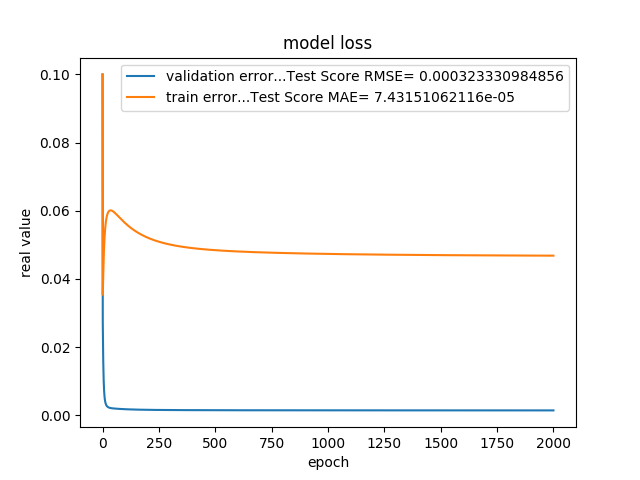 model loss
validation error...Test Score RMSE= 0.000323330984856
train error...Test Score MAE= 7.43151062116e-05
0.10
0.08
0.06
0.04
0.02
0.00
real value
0 250 500 750 1000 1250 1500 1750 2000
epoch